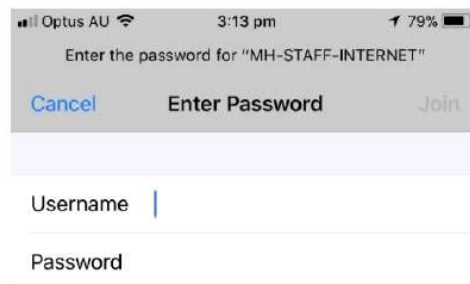 Optus AU 3:13 pm 79%
Enter the password for “MH-STAFF-INTERNET”
Cancel Enter Password Join
Username
Password